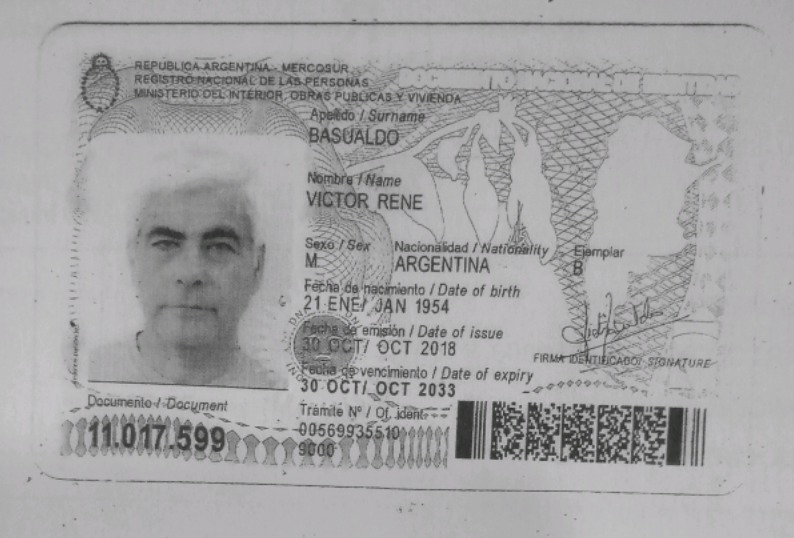 REPUBLICA ARGENTINA - MERCOSUR
REGISTRO NACIONAL DE LAS PERSONAS
MINISTERIO DEL INTERIOR, OBRAS PUBLICAS Y VIVIENDA
Apellido / Surname
BASUALDO
Nombre / Name
VICTOR RENE
Sexo / Sex Nacionalidad / Nationality Ejemplar
M ARGENTINA B
Fecha de nacimiento / Date of birth
21 ENE/ JAN 1954
Fecha de emisión / Date of issue
30 OCT/ OCT 2018
Fecha de vencimiento / Date of expiry
30 OCT/ OCT 2033
FIRMA IDENTIFICADO/ SIGNATURE
Documento / Document
11.017.599
Trámite Nº / Of. ident.
00569935510
9000